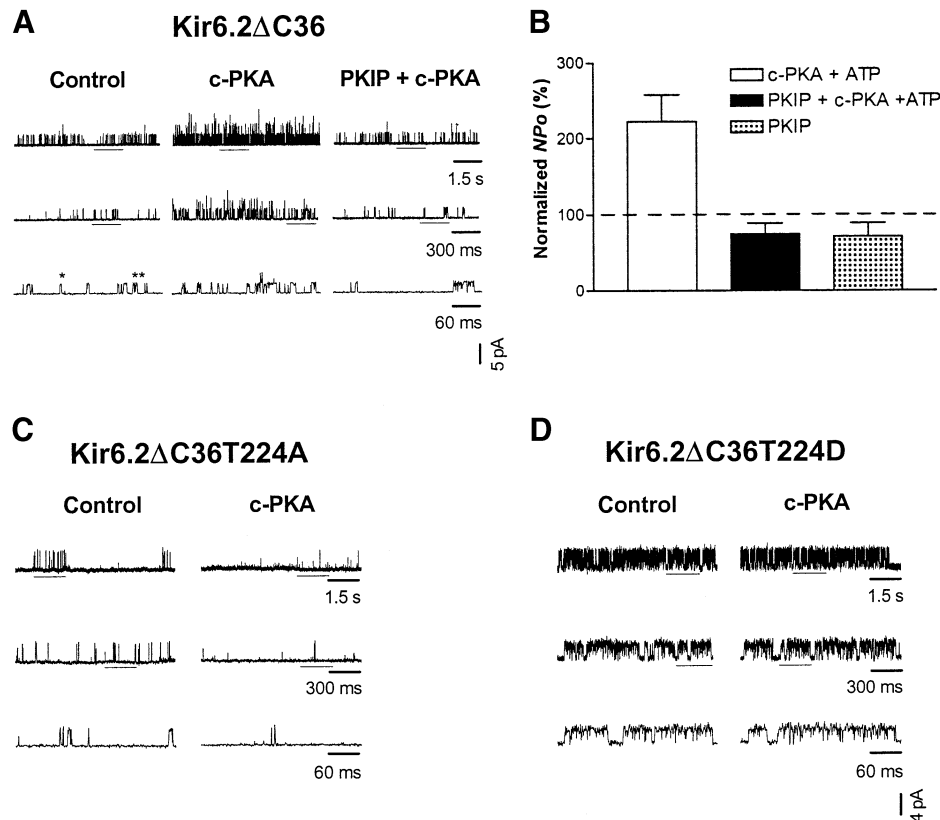 A
Kir6.2ΔC36
Control c-PKA PKIP + c-PKA
1.5 s
300 ms
* **
60 ms
5 pA
B
Normalized NPo (%)
300
200
100
0
c-PKA + ATP
PKIP + c-PKA +ATP
PKIP
C
Kir6.2ΔC36T224A
Control c-PKA
1.5 s
300 ms
60 ms
D
Kir6.2ΔC36T224D
Control c-PKA
1.5 s
300 ms
60 ms
4 pA